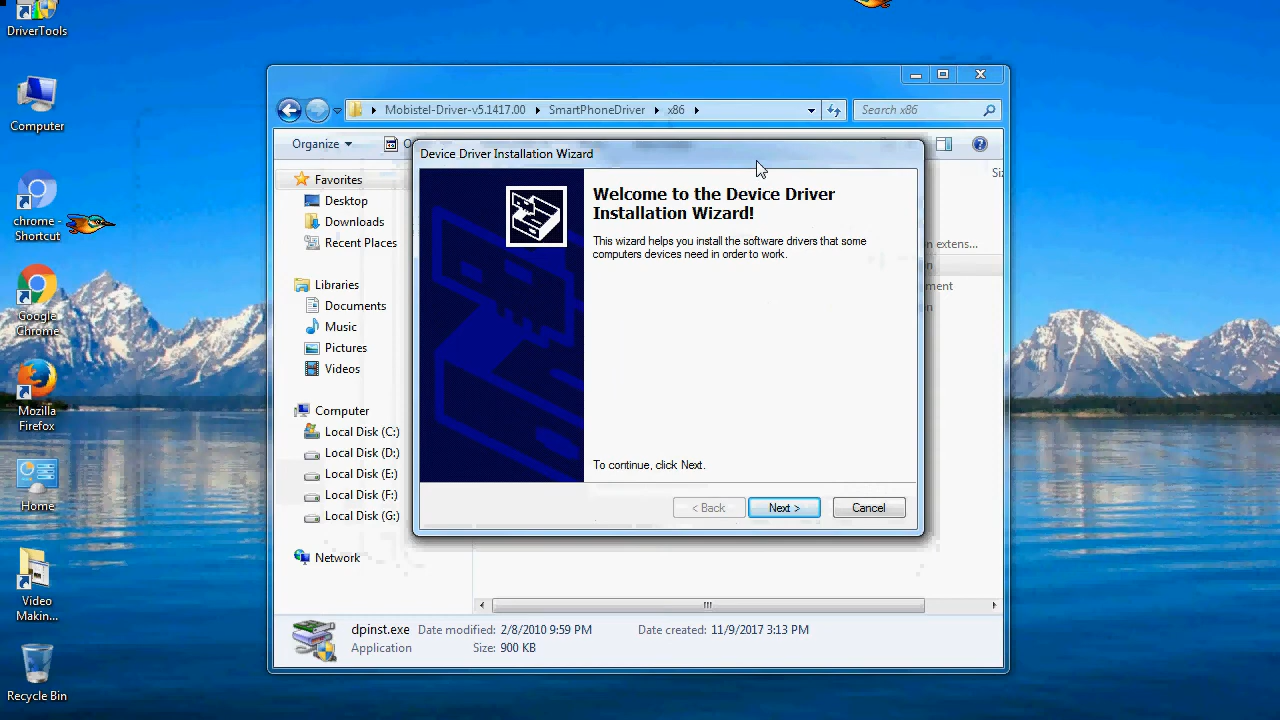 DriverTools
Computer
chrome -
Shortcut
Google
Chrome
Mozilla
Firefox
Home
Video
Makin...
Recycle Bin
Mobistel-Driver-v5.1417.00
SmartPhoneDriver
x86
Search x86
Organize
Favorites
Desktop
Downloads
Recent Places
Libraries
Documents
Music
Pictures
Videos
Computer
Local Disk (C:)
Local Disk (D:)
Local Disk (E:)
Local Disk (F:)
Local Disk (G:)
Network
Device Driver Installation Wizard
Welcome to the Device Driver
Installation Wizard!
This wizard helps you install the software drivers that some
computers devices need in order to work.
To continue, click Next.
< Back
Next >
Cancel
dpinst.exe Date modified: 2/8/2010 9:59 PM Date created: 11/9/2017 3:13 PM
Application Size: 900 KB